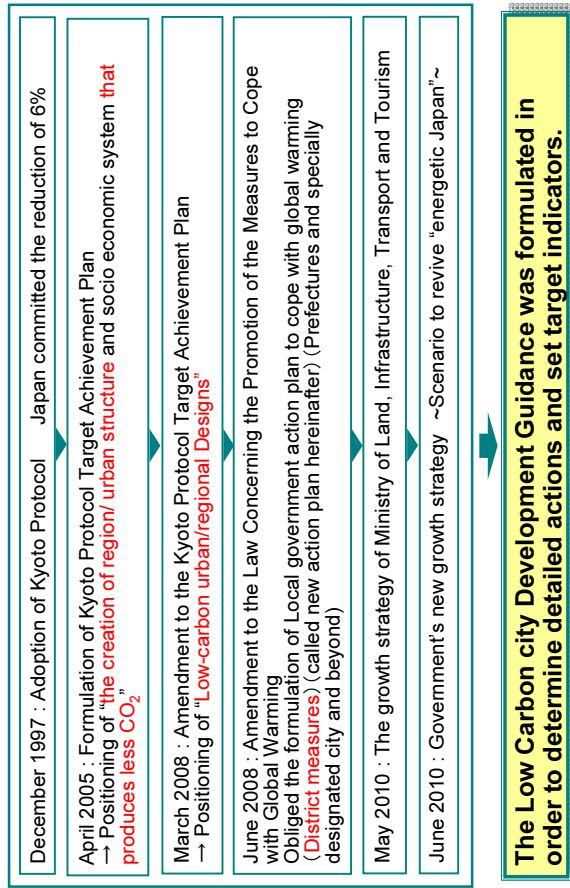 December 1997 : Adoption of Kyoto Protocol Japan committed the reduction of 6%
April 2005 : Formulation of Kyoto Protocol Target Achievement Plan
→ Positioning of “the creation of region/ urban structure and socio economic system that
produces less CO2”
March 2008 : Amendment to the Kyoto Protocol Target Achievement Plan
→ Positioning of “Low-carbon urban/regional Designs”
June 2008 : Amendment to the Law Concerning the Promotion of the Measures to Cope
with Global Warming
Obliged the formulation of Local government action plan to cope with global warming
(District measures) (called new action plan hereinafter) (Prefectures and specially
designated city and beyond)
May 2010 : The growth strategy of Ministry of Land, Infrastructure, Transport and Tourism
June 2010 : Government’s new growth strategy ~Scenario to revive “energetic Japan”~
The Low Carbon city Development Guidance was formulated in
order to determine detailed actions and set target indicators.